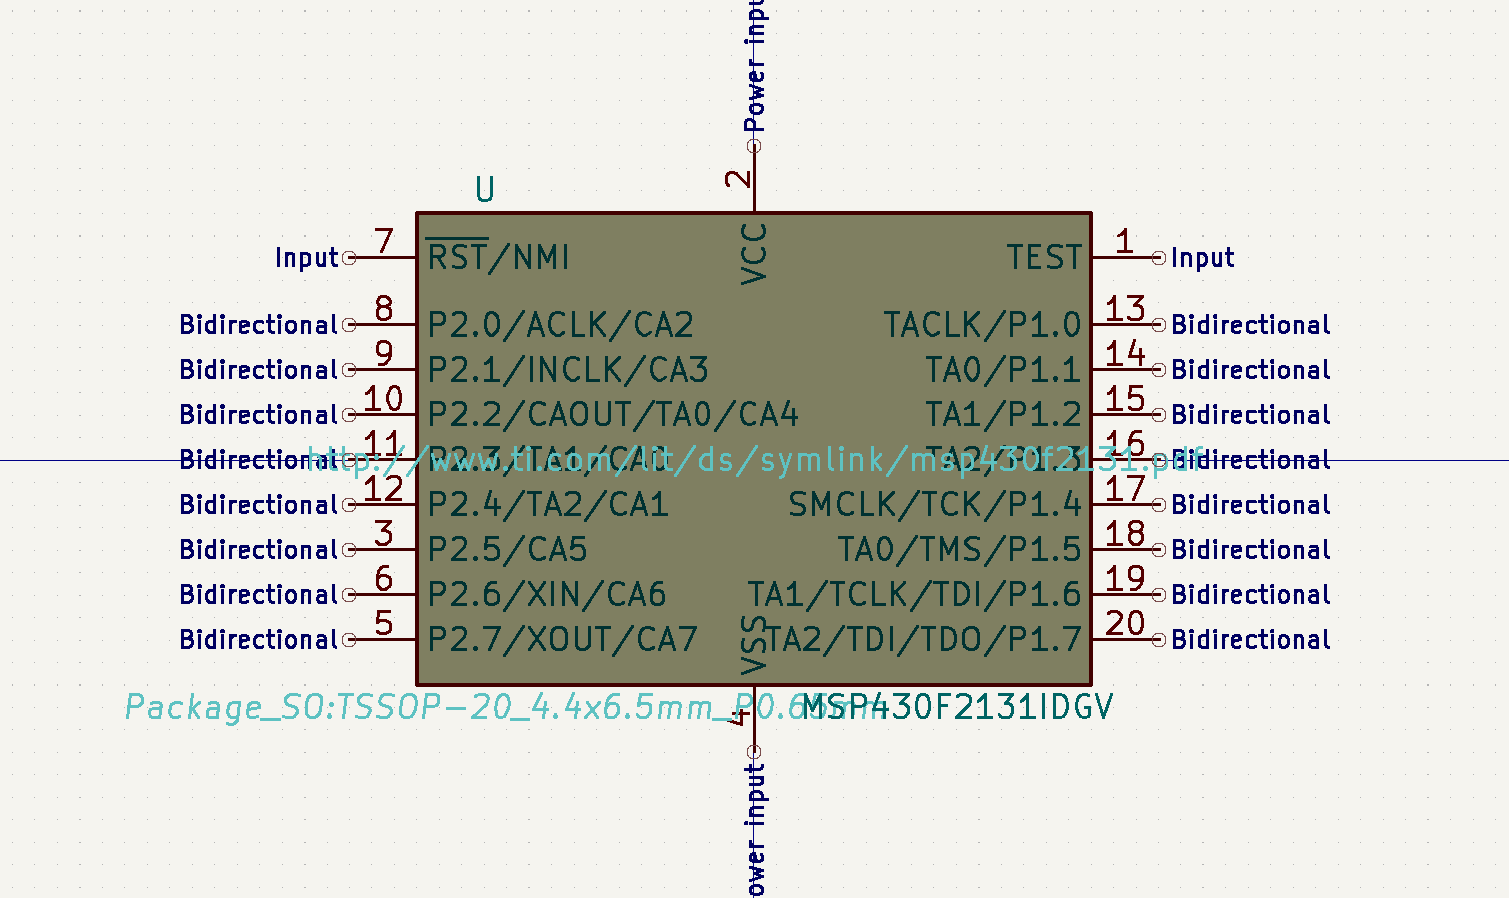 Power inpu
2
U
VCC
Input 7 RST/NMI TEST 1 Input
Bidirectional 8 P2.0/ACLK/CA2 TACLK/P1.0 13 Bidirectional
Bidirectional 9 P2.1/INCLK/CA3 TA0/P1.1 14 Bidirectional
Bidirectional 10 P2.2/CAOUT/TA0/CA4 TA1/P1.2 15 Bidirectional
Bidirectional 11 P2.3/TA1/CA0 TA2/P1.3 16 Bidirectional
http://www.ti.com/lit/ds/symlink/msp430f2131.pdf
Bidirectional 12 P2.4/TA2/CA1 SMCLK/TCK/P1.4 17 Bidirectional
Bidirectional 3 P2.5/CA5 TA0/TMS/P1.5 18 Bidirectional
Bidirectional 6 P2.6/XIN/CA6 TA1/TCLK/TDI/P1.6 19 Bidirectional
Bidirectional 5 P2.7/XOUT/CA7 TA2/TDI/TDO/P1.7 20 Bidirectional
VSS
Package_SO:TSSOP-20_4.4x6.5mm_P0.65mm MSP430F2131IDGV
4
ower input